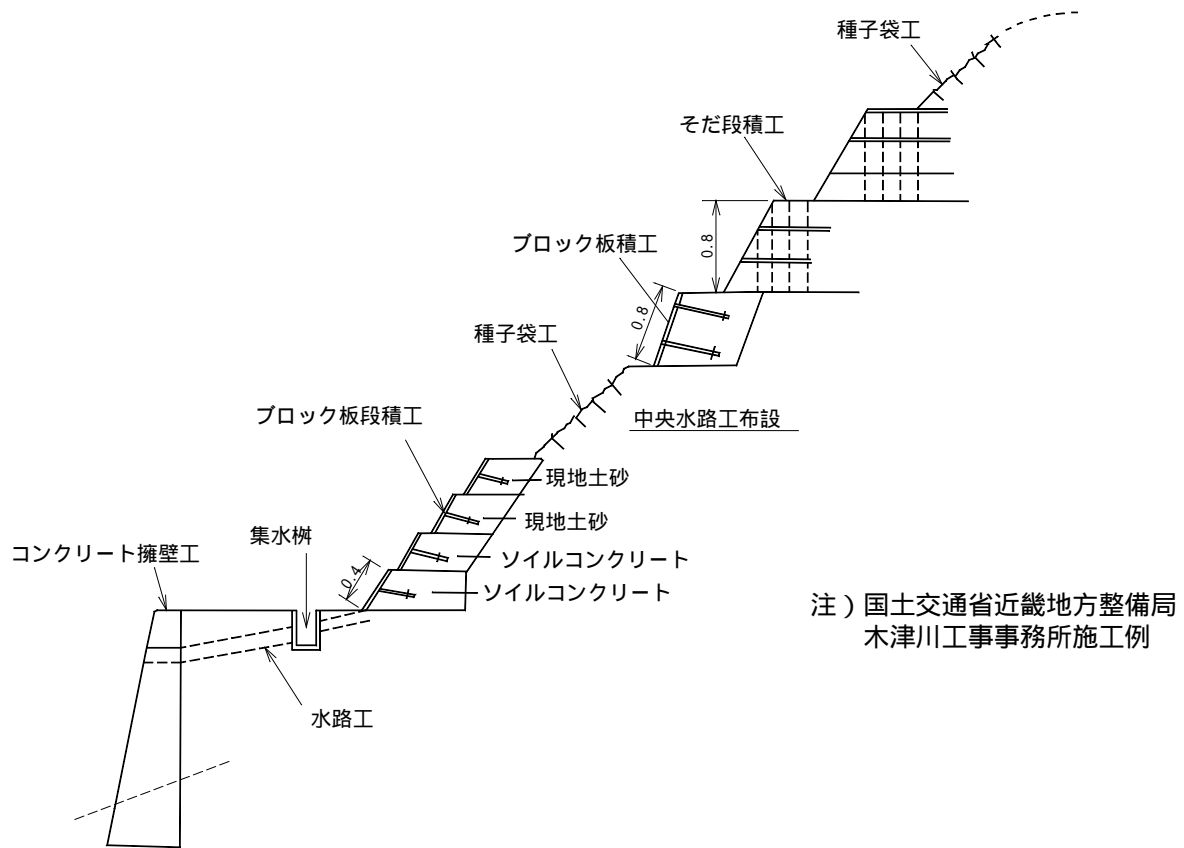 種子袋工
そだ段積工
0.8
ブロック板積工
0.8
種子袋工
中央水路工布設
ブロック板段積工
現地土砂
現地土砂
集水桝
コンクリート擁壁工
ソイルコンクリート
0.4
ソイルコンクリート
注）国土交通省近畿地方整備局
木津川工事事務所施工例
水路工